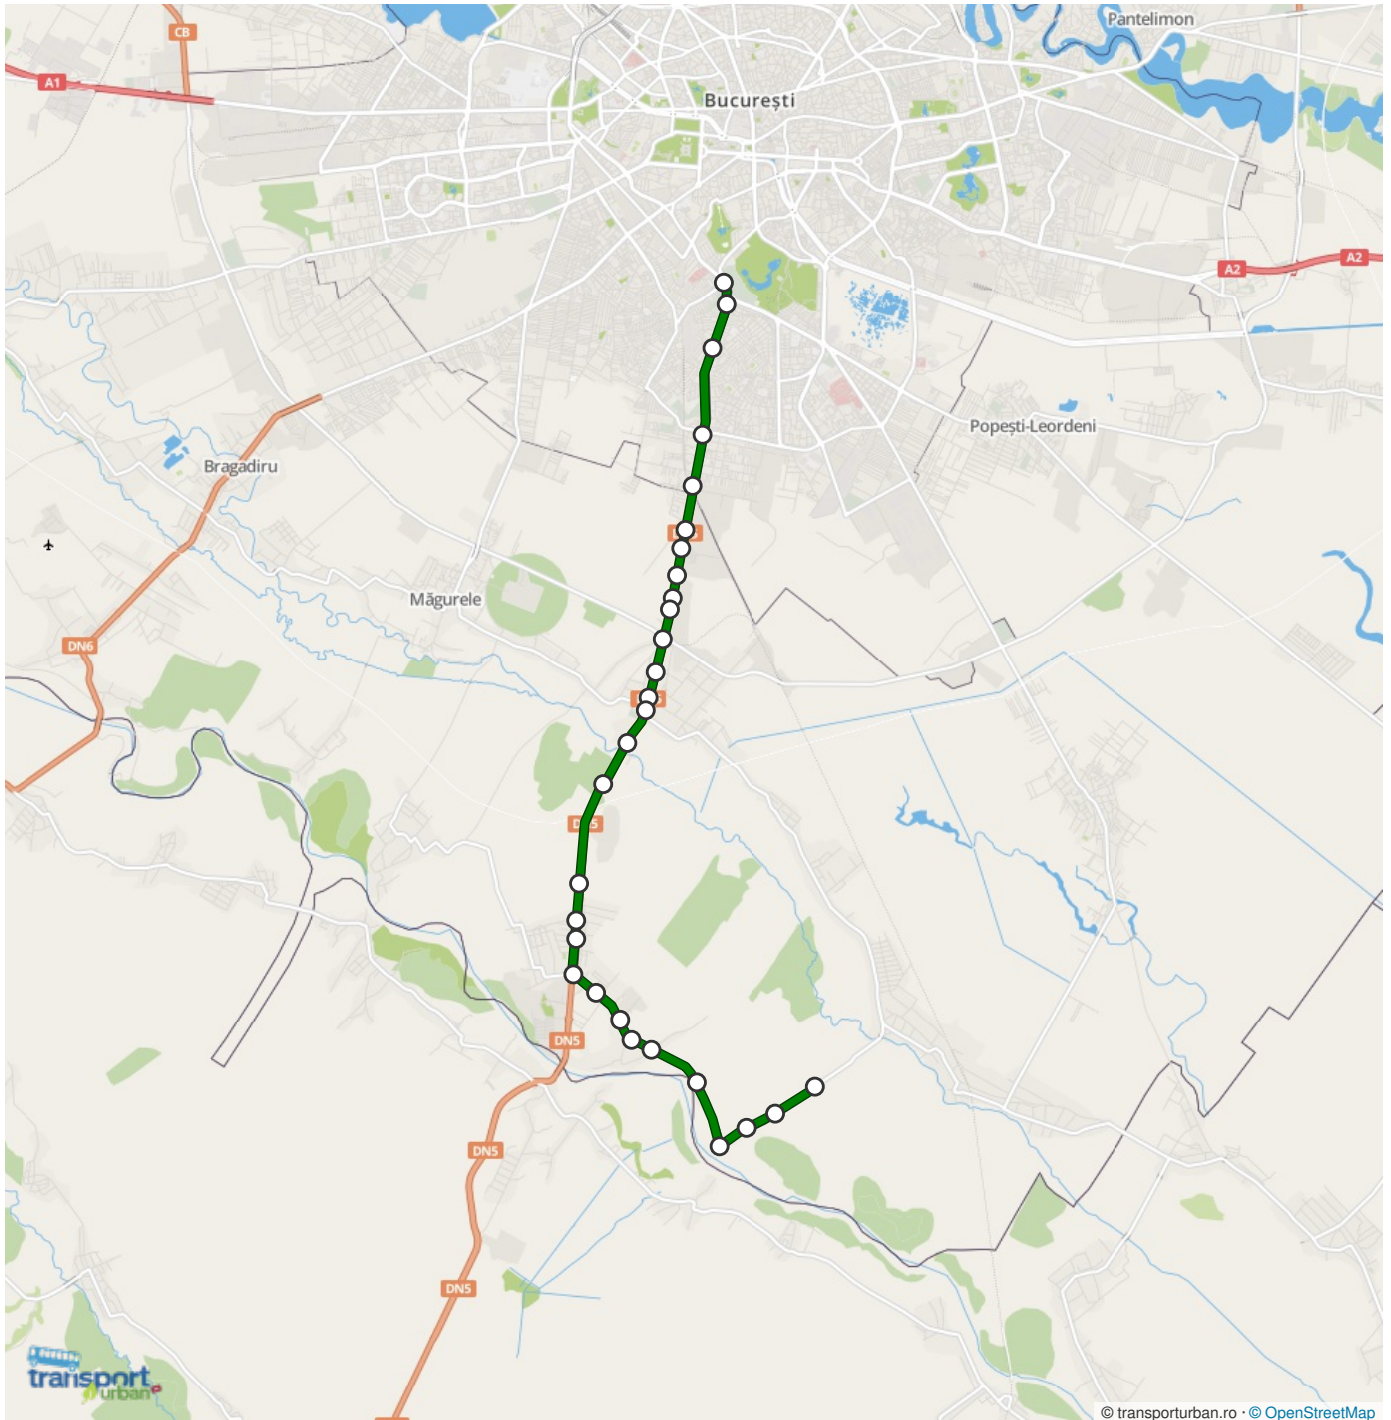 Pantelimon
CB
A1
București
A2
A2
Popești-Leordeni
Bragadiru
Măgurele
DN6
DN5
DN5
DN5
transport
urban
© transporturban.ro · © OpenStreetMap